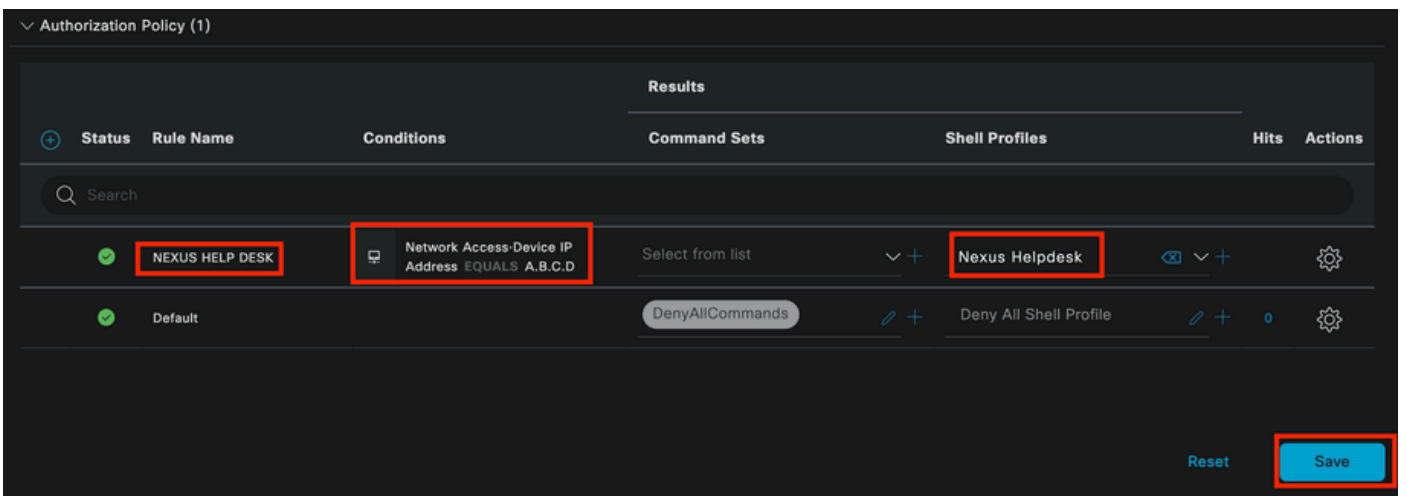 Authorization Policy (1)
Results
Status Rule Name Conditions Command Sets Shell Profiles Hits Actions
Search
NEXUS HELP DESK
Network Access·Device IP
Address EQUALS A.B.C.D
Select from list
Nexus Helpdesk
Default
DenyAllCommands
Deny All Shell Profile
0
Reset
Save